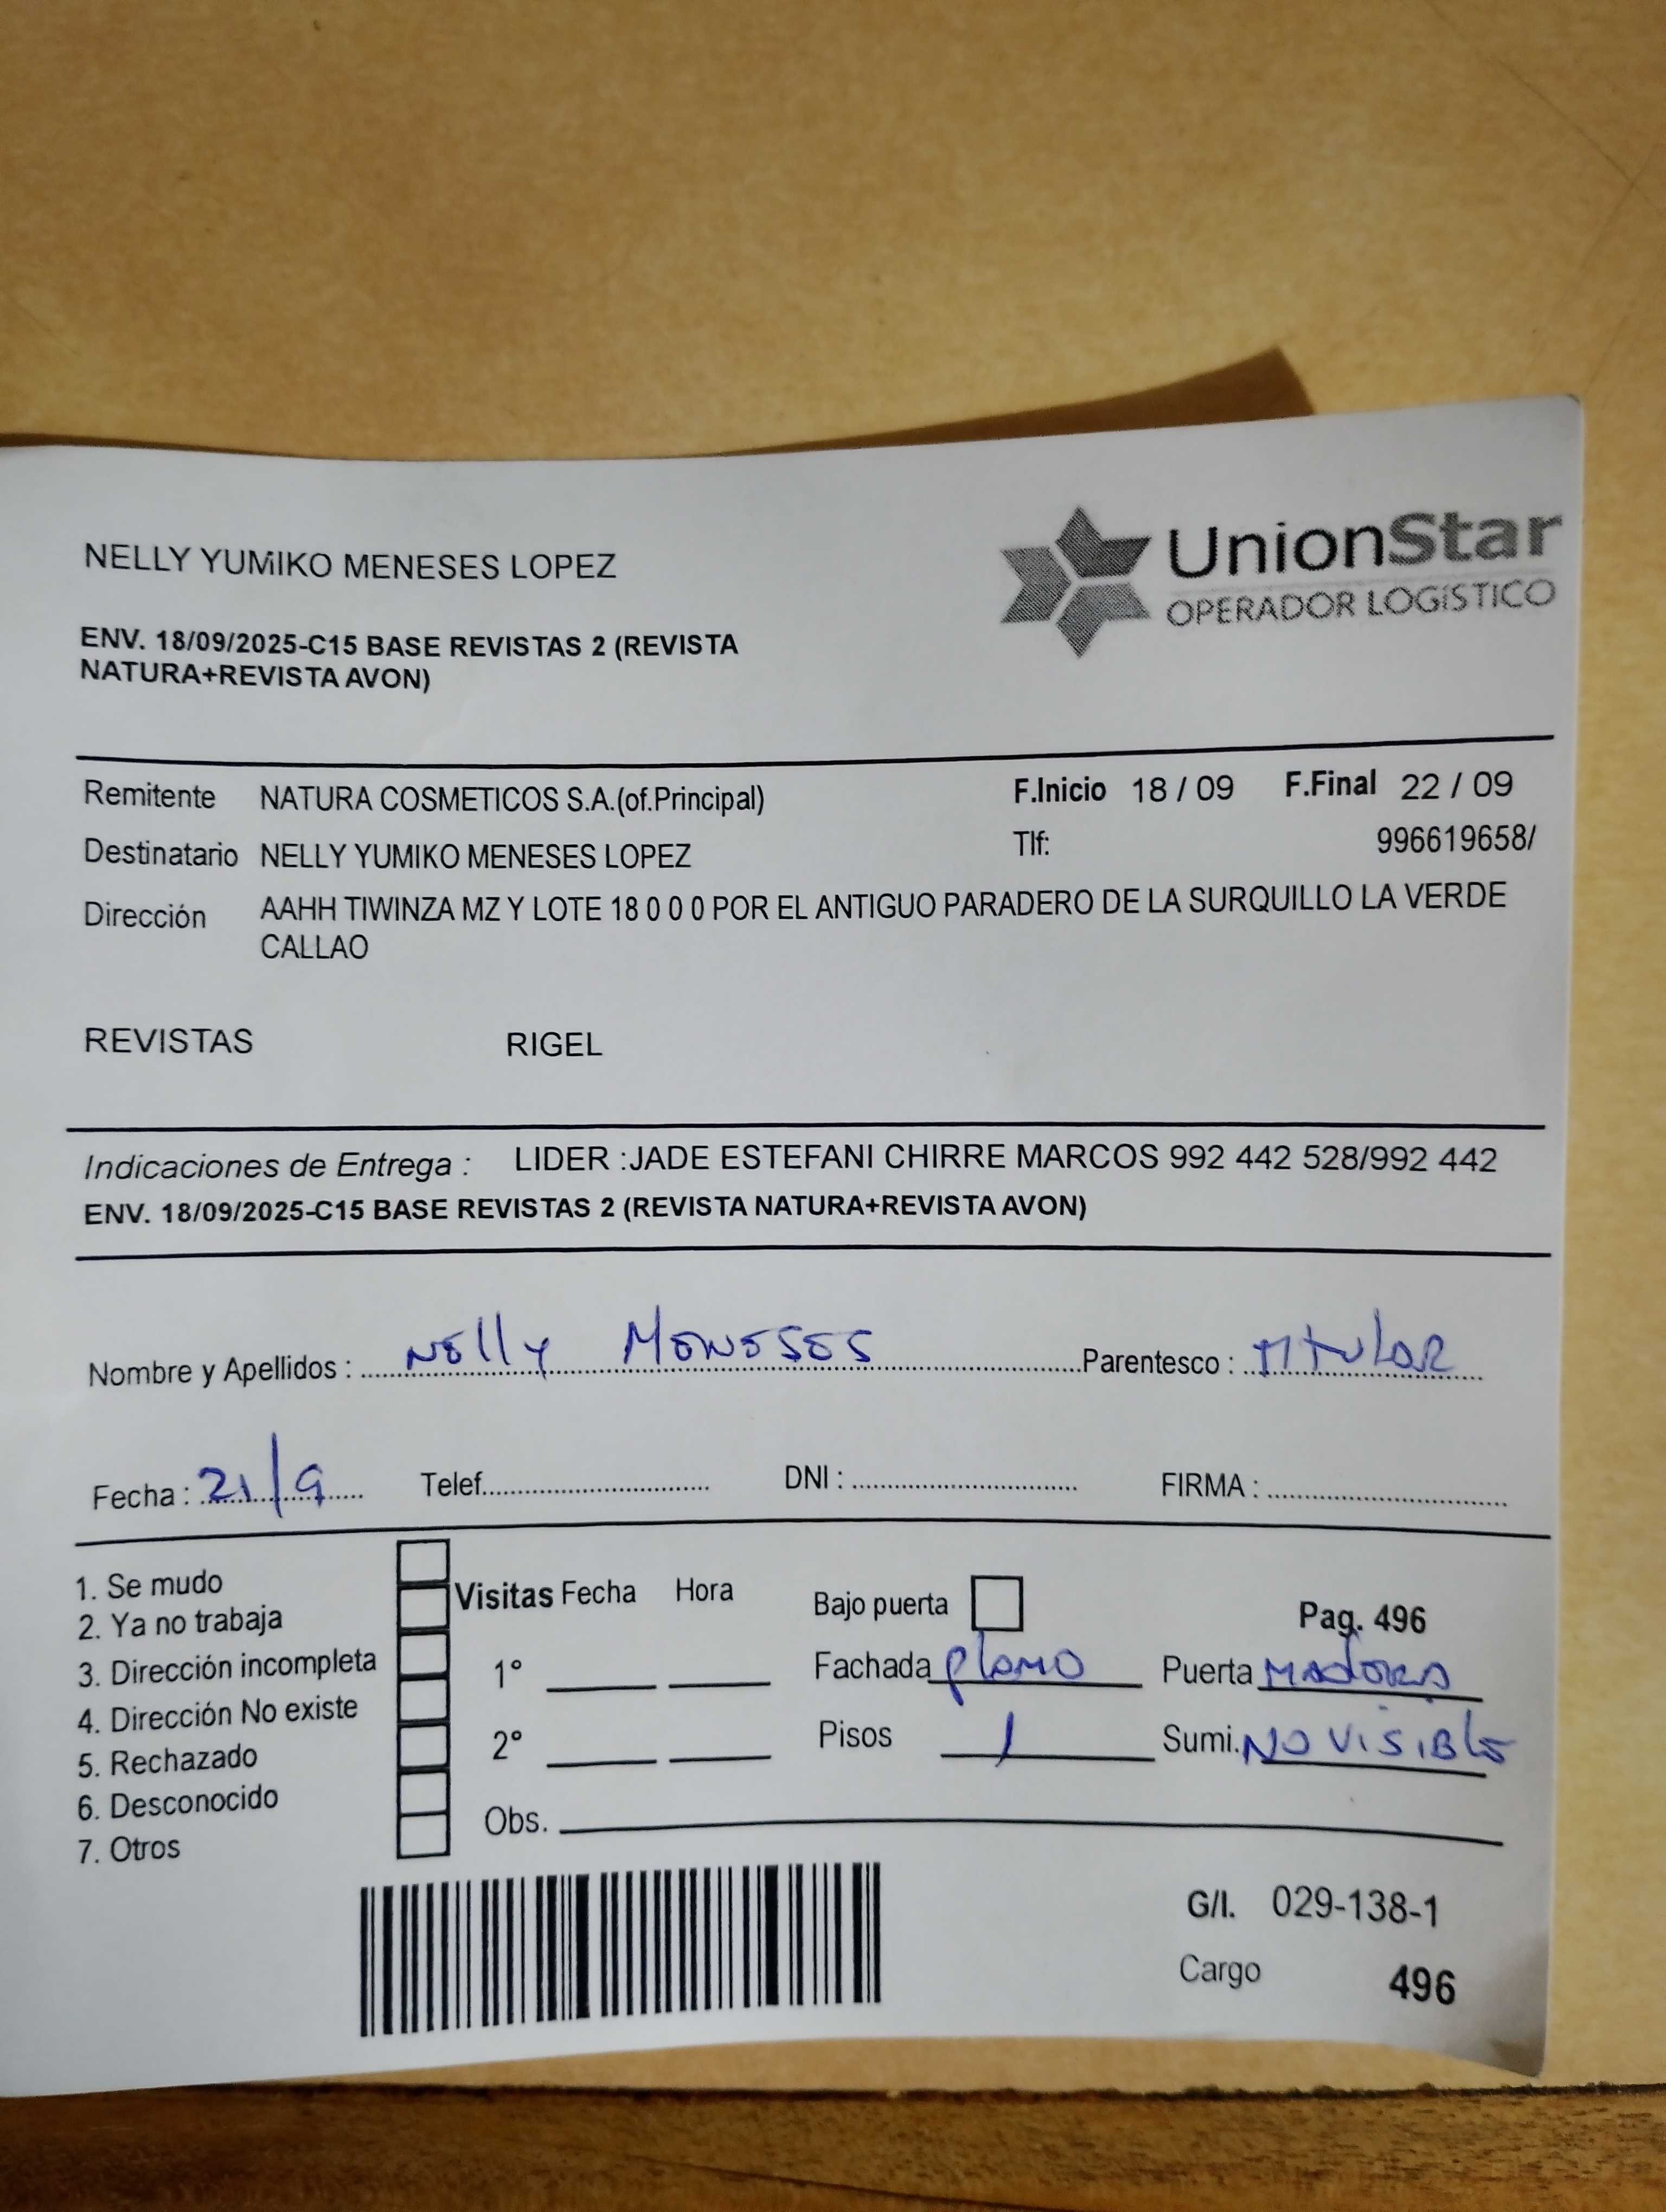 NELLY YUMIKO MENESES LOPEZ
UnionStar
OPERADOR LOGÍSTICO
ENV. 18/09/2025-C15 BASE REVISTAS 2 (REVISTA
NATURA+REVISTA AVON)
Remitente NATURA COSMETICOS S.A.(of.Principal) F.Inicio 18 / 09 F.Final 22 / 09
Destinatario NELLY YUMIKO MENESES LOPEZ Tlf: 996619658/
Dirección AAHH TIWINZA MZ Y LOTE 18 0 0 0 POR EL ANTIGUO PARADERO DE LA SURQUILLO LA VERDE
CALLAO
REVISTAS RIGEL
Indicaciones de Entrega : LIDER :JADE ESTEFANI CHIRRE MARCOS 992 442 528/992 442
ENV. 18/09/2025-C15 BASE REVISTAS 2 (REVISTA NATURA+REVISTA AVON)
Nombre y Apellidos : Nelly Meneses Parentesco : Titular
Fecha : 21/9 Telef. DNI : FIRMA :
1. Se mudo
2. Ya no trabaja
3. Dirección incompleta
4. Dirección No existe
5. Rechazado
6. Desconocido
7. Otros
Visitas Fecha Hora
1°
2°
Obs.
Bajo puerta Pag. 496
Fachada plomo Puerta Madera
Pisos 1 Sumi. NO VISIBLE
G/I. 029-138-1
Cargo 496